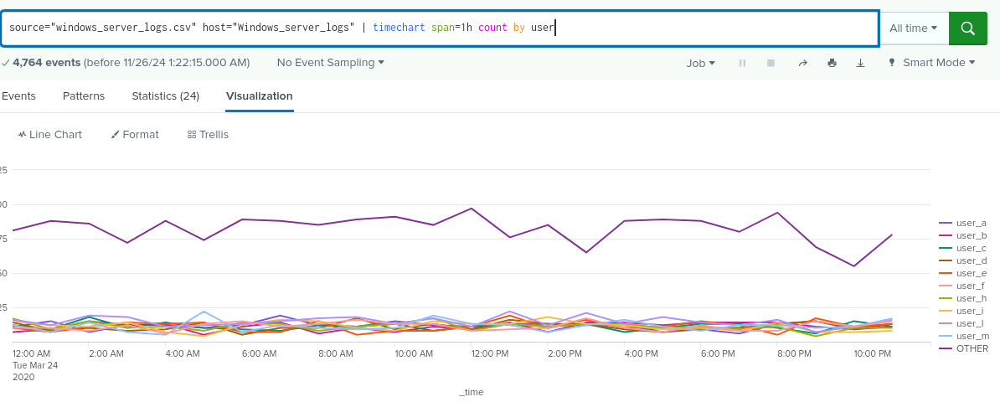 source="windows_server_logs.csv" host="Windows_server_logs" | timechart span=1h count by user
All time
4,764 events (before 11/26/24 1:22:15.000 AM)
No Event Sampling
Job
Smart Mode
Events
Patterns
Statistics (24)
Visualization
Line Chart
Format
Trellis
25
00
75
50
25
12:00 AM
Tue Mar 24
2020
2:00 AM
4:00 AM
6:00 AM
8:00 AM
10:00 AM
12:00 PM
2:00 PM
4:00 PM
6:00 PM
8:00 PM
10:00 PM
_time
user_a
user_b
user_c
user_d
user_e
user_f
user_h
user_i
user_l
user_m
OTHER